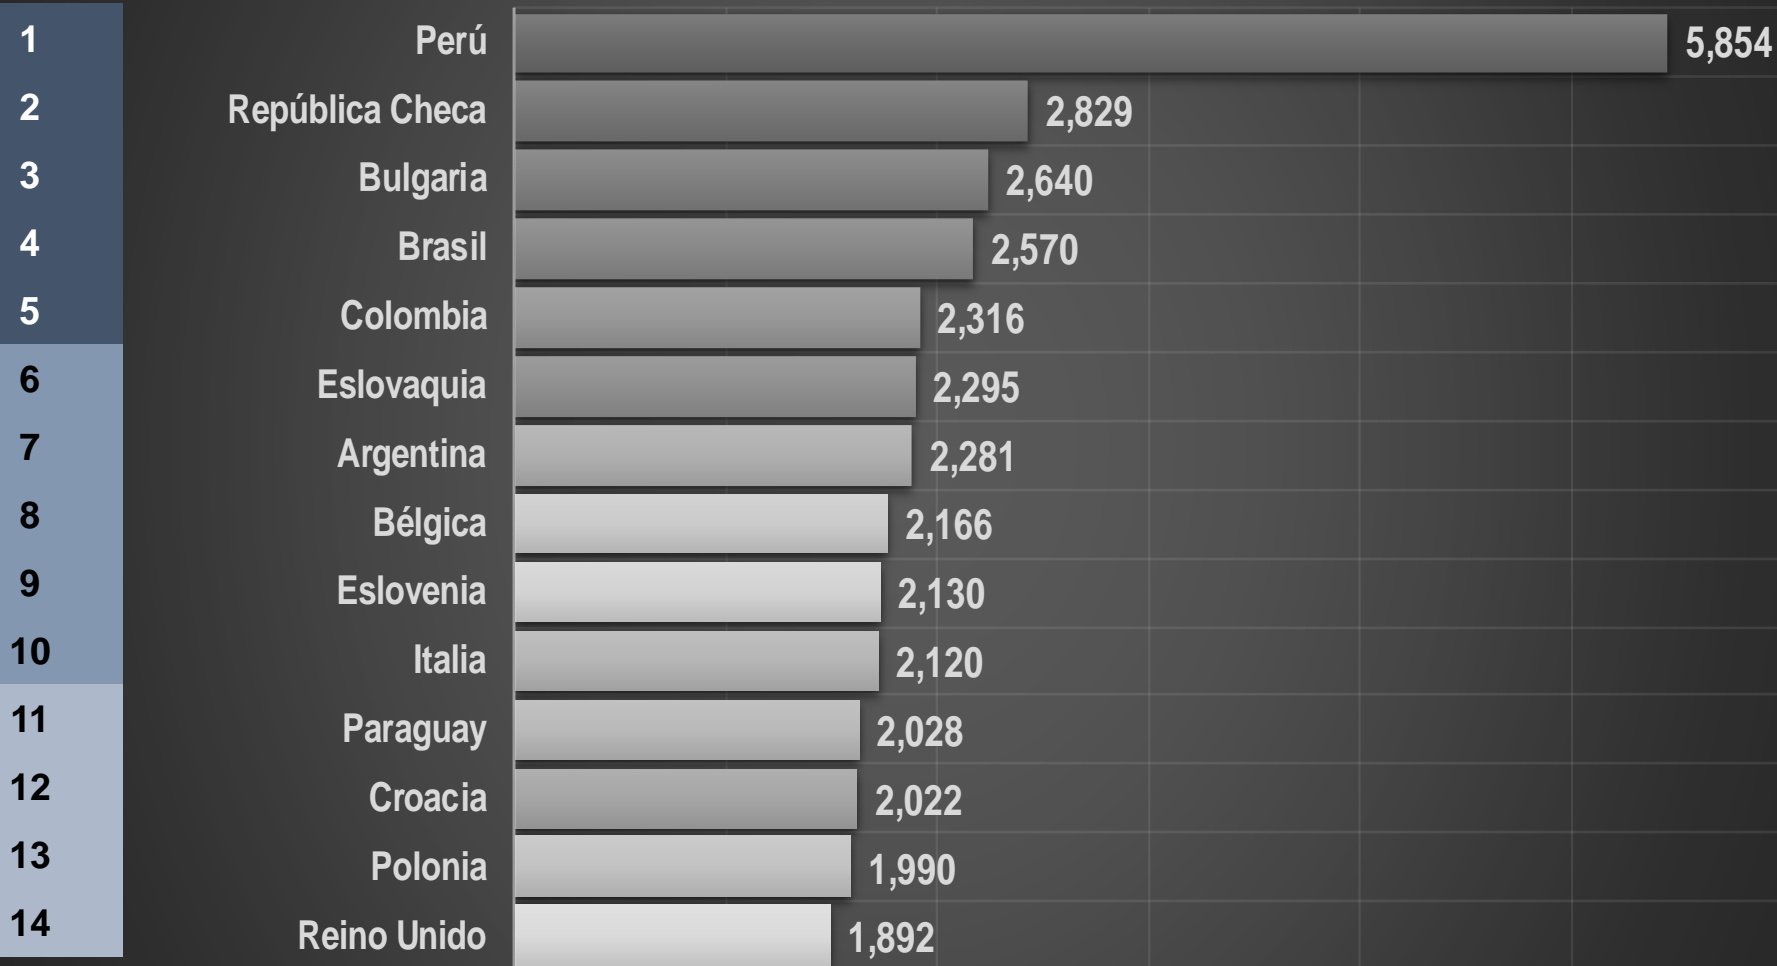 1 Perú 5,854
2 República Checa 2,829
3 Bulgaria 2,640
4 Brasil 2,570
5 Colombia 2,316
6 Eslovaquia 2,295
7 Argentina 2,281
8 Bélgica 2,166
9 Eslovenia 2,130
10 Italia 2,120
11 Paraguay 2,028
12 Croacia 2,022
13 Polonia 1,990
14 Reino Unido 1,892